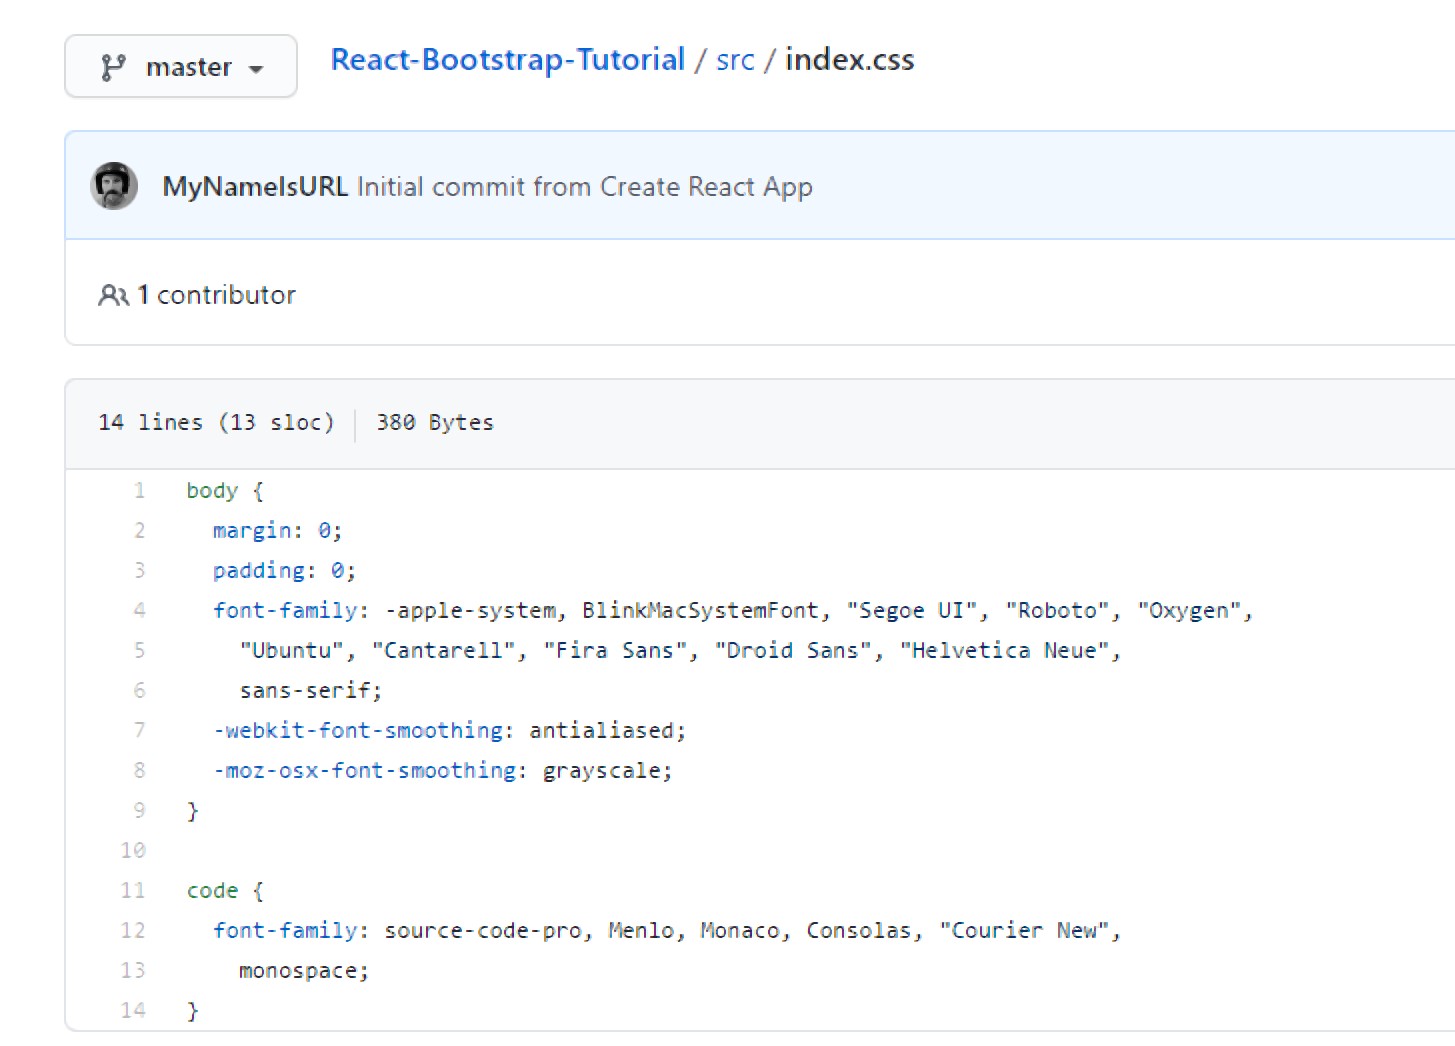 master
React-Bootstrap-Tutorial / src / index.css
MyNameIsURL Initial commit from Create React App
1 contributor
14 lines (13 sloc) 380 Bytes
1 body {
2 margin: 0;
3 padding: 0;
4 font-family: -apple-system, BlinkMacSystemFont, "Segoe UI", "Roboto", "Oxygen",
5 "Ubuntu", "Cantarell", "Fira Sans", "Droid Sans", "Helvetica Neue",
6 sans-serif;
7 -webkit-font-smoothing: antialiased;
8 -moz-osx-font-smoothing: grayscale;
9 }
10
11 code {
12 font-family: source-code-pro, Menlo, Monaco, Consolas, "Courier New",
13 monospace;
14 }